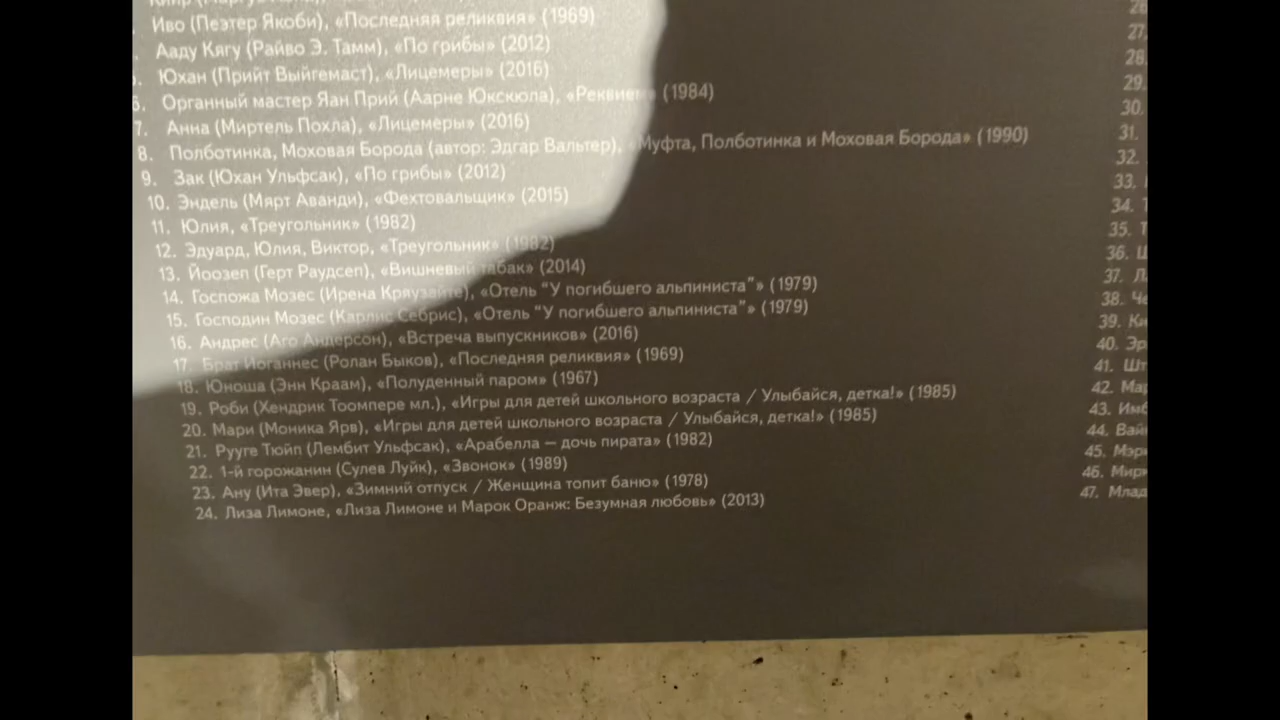 Иво (Пеэтер Якоби), «Последняя реликвия» (1969)
Ааду Кягу (Райво Э. Тамм), «По грибы» (2012)
Юхан (Прийт Выйгемаст), «Лицемеры» (2016)
6. Органный мастер Яан Прий (Аарне Юкскюла), «Реквием» (1984)
7. Анна (Миртель Похла), «Лицемеры» (2016)
8. Полботинка, Моховая Борода (автор: Эдгар Вальтер), «Муфта, Полботинка и Моховая Борода» (1990)
9. Зак (Юхан Ульфсак), «По грибы» (2012)
10. Эндель (Мярт Аванди), «Фехтовальщик» (2015)
11. Юлия, «Треугольник» (1982)
12. Эдуард, Юлия, Виктор, «Треугольник» (1982)
13. Йоозеп (Герт Раудсеп), «Вишневый табак» (2014)
14. Госпожа Мозес (Ирена Кряузайте), «Отель “У погибшего альпиниста”» (1979)
15. Господин Мозес (Карлис Себрис), «Отель “У погибшего альпиниста”» (1979)
16. Андрес (Аго Андерсон), «Встреча выпускников» (2016)
17. Брат Йоганнес (Ролан Быков), «Последняя реликвия» (1969)
18. Юноша (Энн Краам), «Полуденный паром» (1967)
19. Роби (Хендрик Тоомпере мл.), «Игры для детей школьного возраста / Улыбайся, детка!» (1985)
20. Мари (Моника Ярв), «Игры для детей школьного возраста / Улыбайся, детка!» (1985)
21. Рууге Тюйп (Лембит Ульфсак), «Арабелла — дочь пирата» (1982)
22. 1-й горожанин (Сулев Луйк), «Звонок» (1989)
23. Ану (Ита Эвер), «Зимний отпуск / Женщина топит баню» (1978)
24. Лиза Лимоне, «Лиза Лимоне и Марок Оранж: Безумная любовь» (2013)
26
27.
28.
29.
30.
31.
32.
33.
34.
35.
36.
37.
38.
39.
40.
41.
42.
43.
44.
45.
46.
47.